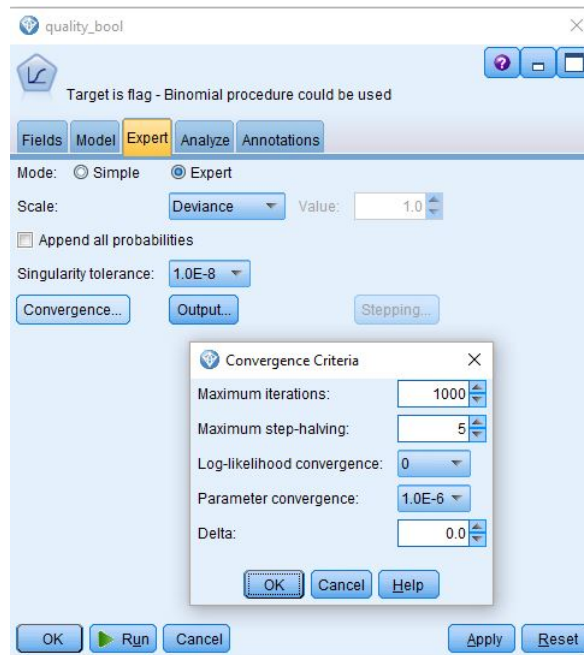 quality_bool
Target is flag - Binomial procedure could be used
Fields Model Expert Analyze Annotations
Mode: Simple Expert
Scale: Deviance Value: 1.0
Append all probabilities
Singularity tolerance: 1.0E-8
Convergence... Output... Stepping...
Convergence Criteria
Maximum iterations: 1000
Maximum step-halving: 5
Log-likelihood convergence: 0
Parameter convergence: 1.0E-6
Delta: 0.0
OK Cancel Help
OK Run Cancel Apply Reset